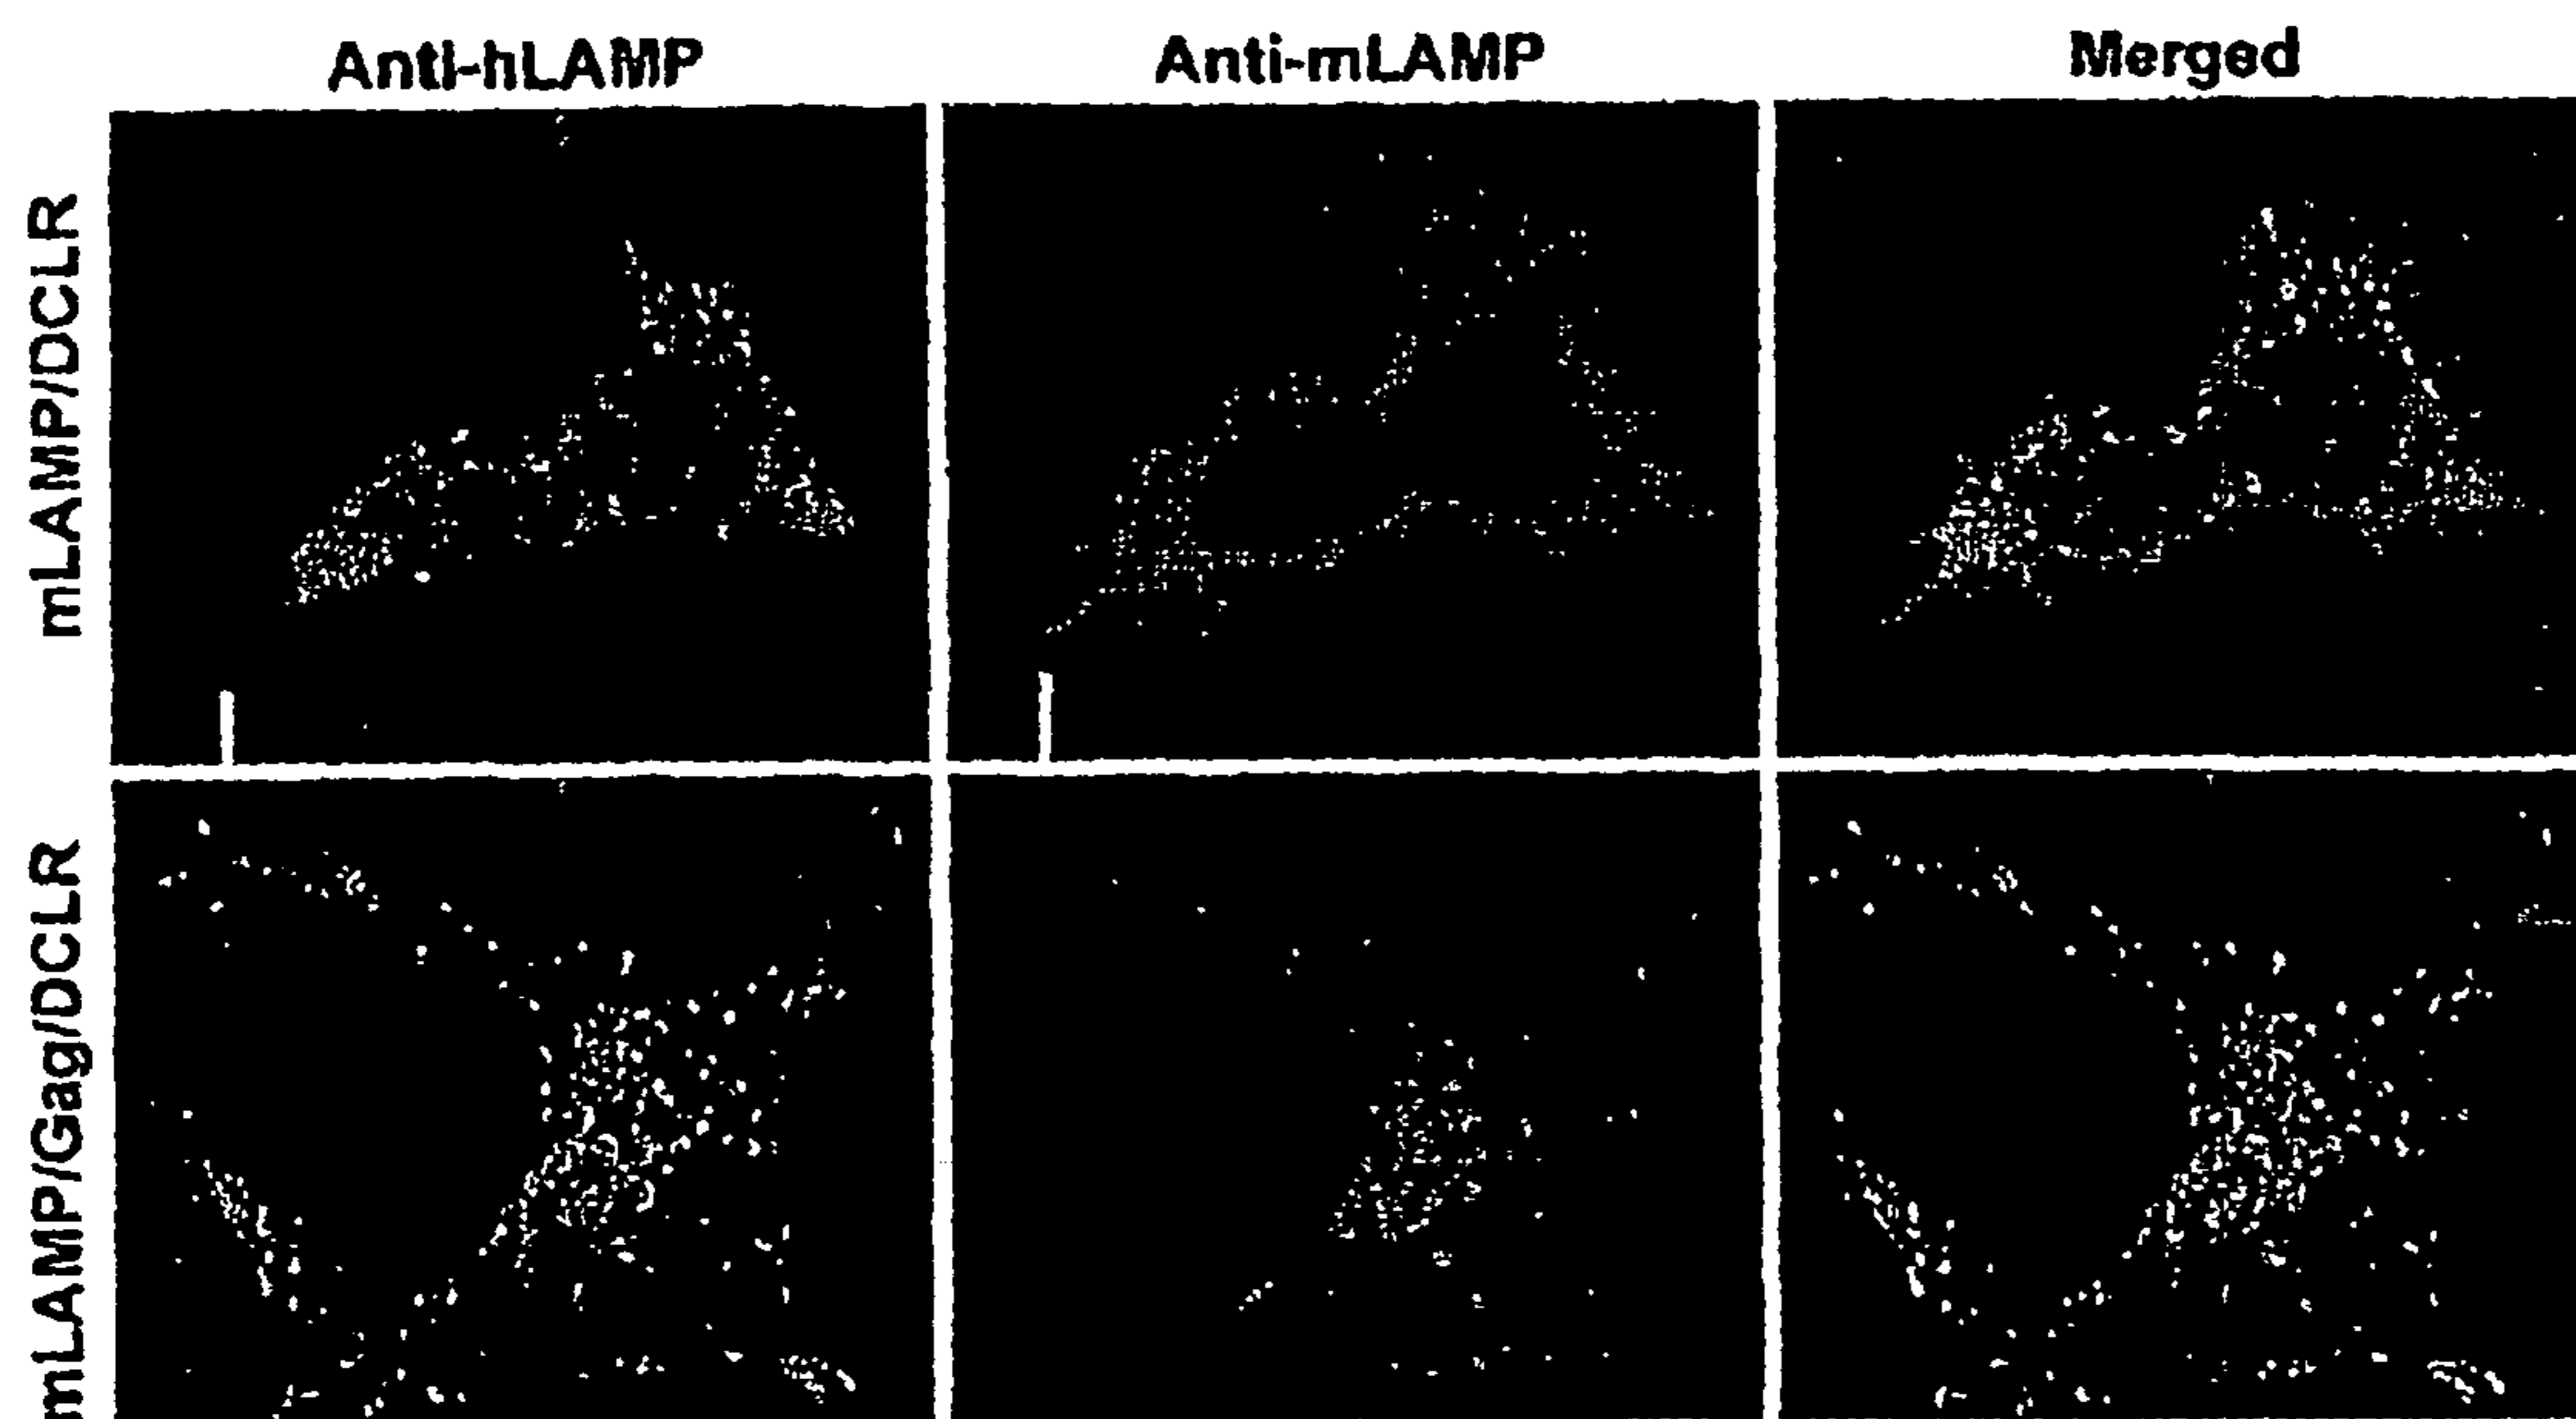 Anti-hLAMP
Anti-mLAMP
Merged
mLAMP/DCLR
mLAMP/Gag/DCLR